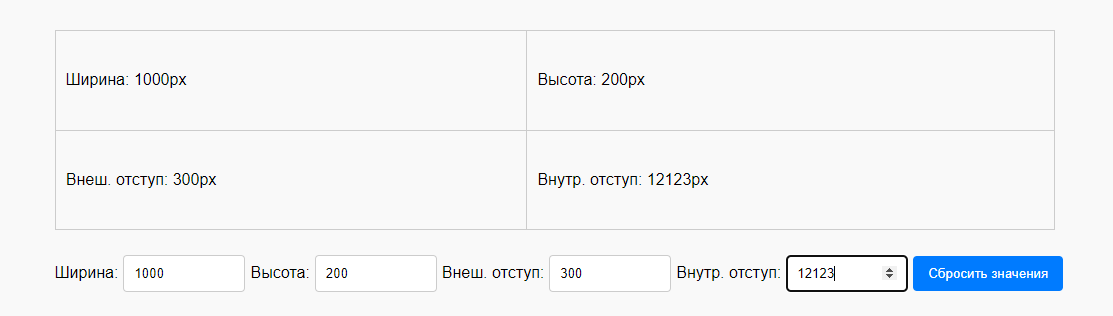 Ширина: 1000px
Высота: 200px
Внеш. отступ: 300px
Внутр. отступ: 12123px
Ширина: 1000 Высота: 200 Внеш. отступ: 300 Внутр. отступ: 12123 Сбросить значения